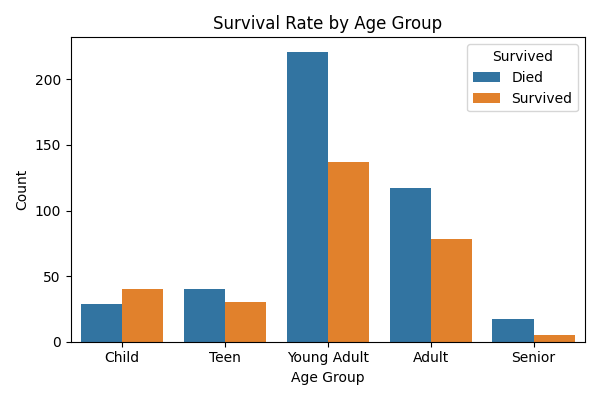 Survival Rate by Age Group
Survived
Died
Survived
Count
200
150
100
50
0
Child Teen Young Adult Adult Senior
Age Group